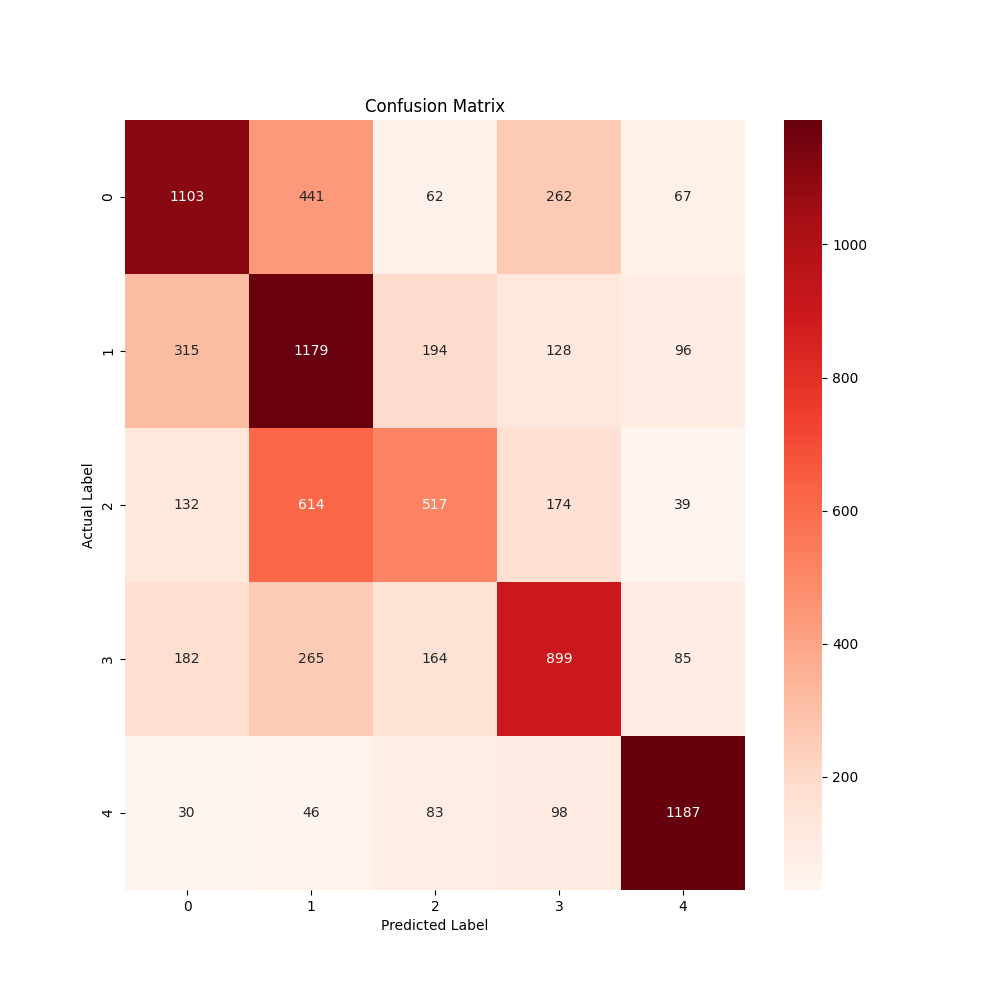 Confusion Matrix
0 1103 441 62 262 67
1 315 1179 194 128 96
2 132 614 517 174 39
3 182 265 164 899 85
4 30 46 83 98 1187
0 1 2 3 4
Predicted Label
Actual Label
1000
800
600
400
200